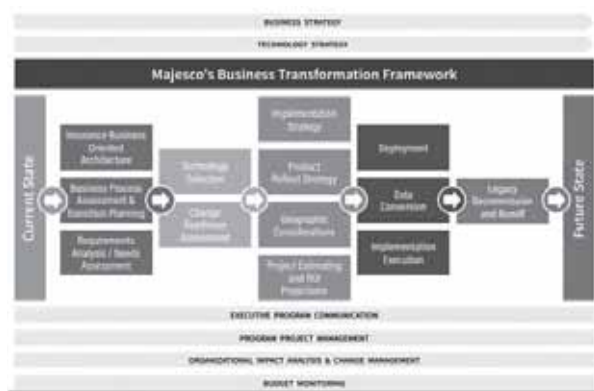 BUSINESS STRATEGY
TECHNOLOGY STRATEGY
Majesco's Business Transformation Framework
Current State
Insurance Business
Oriented
Architecture
Business Process
Assessment &
Transition Planning
Requirements
Analysis / Needs
Assessment
Technology
Selection
Change
Readiness
Assessment
Implementation
Strategy
Product
Rollout Strategy
Geographic
Considerations
Project Estimating
and ROI
Projections
Deployment
Data
Conversion
Implementation
Execution
Legacy
Decommission
and Runoff
Future State
EXECUTIVE PROGRAM COMMUNICATION
PROGRAM PROJECT MANAGEMENT
ORGANIZATIONAL IMPACT ANALYSIS & CHANGE MANAGEMENT
BUDGET MONITORING